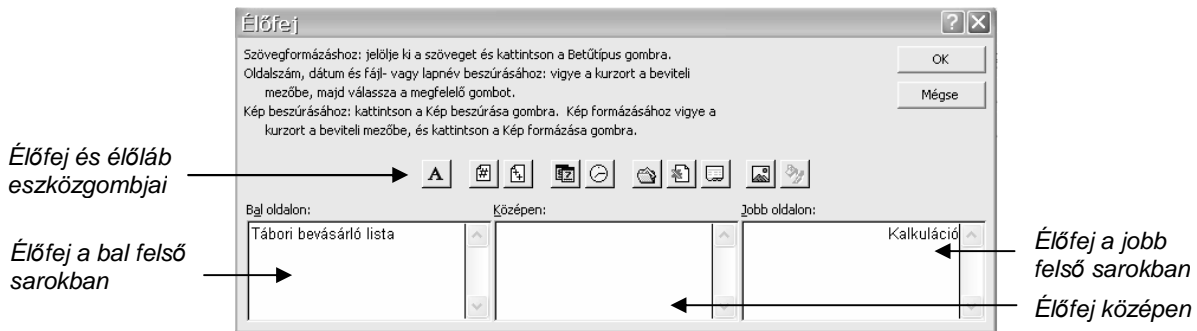 Élőfej
Szövegformázáshoz: jelölje ki a szöveget és kattintson a Betűtípus gombra.
Oldalszám, dátum és fájl- vagy lapnév beszúrásához: vigye a kurzort a beviteli
mezőbe, majd válassza a megfelelő gombot.
Kép beszúrásához: kattintson a Kép beszúrása gombra. Kép formázásához vigye a
kurzort a beviteli mezőbe, és kattintson a Kép formázása gombra.
OK
Mégse
Élőfej és élőláb
eszközgombjai
Bal oldalon:
Középen:
Jobb oldalon:
Tábori bevásárló lista
Kalkuláció
Élőfej a bal felső
sarokban
Élőfej a jobb
felső sarokban
Élőfej középen